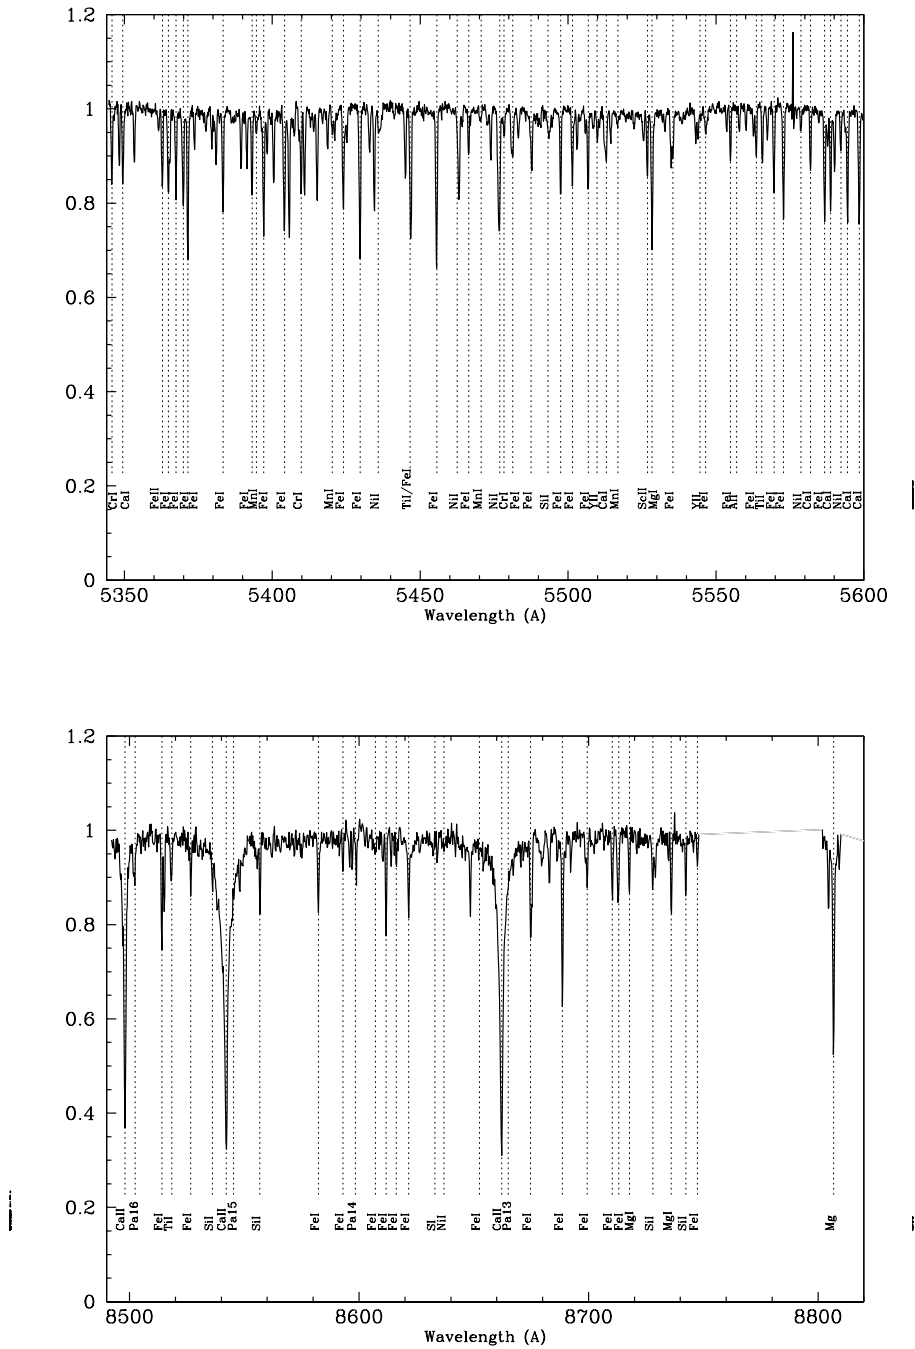 1.2
1
0.8
0.6
0.4
0.2
0
CrI CaI FeII FeI FeI FeI FeI FeI FeI MnI FeI FeI CrI MnI FeI FeI NiI TiI/FeI FeI NiI FeI MnI NiI CrI FeI FeI SiI FeI FeI FeI YII CaI MnI ScII MgI FeI YII FeI FeI AlI FeI TiI FeI FeI NiI CaI FeI CaI NiI CaI CaI
5350 5400 5450 5500 5550 5600
Wavelength (A)
1.2
1
0.8
0.6
0.4
0.2
0
CaII Pa16 FeI TiI FeI SiI CaII Pa15 SiI FeI FeI Pa14 FeI FeI FeI FeI SI NiI FeI CaII Pa13 FeI FeI FeI FeI FeI MgI SiI MgI SiI FeI Mg
8500 8600 8700 8800
Wavelength (A)